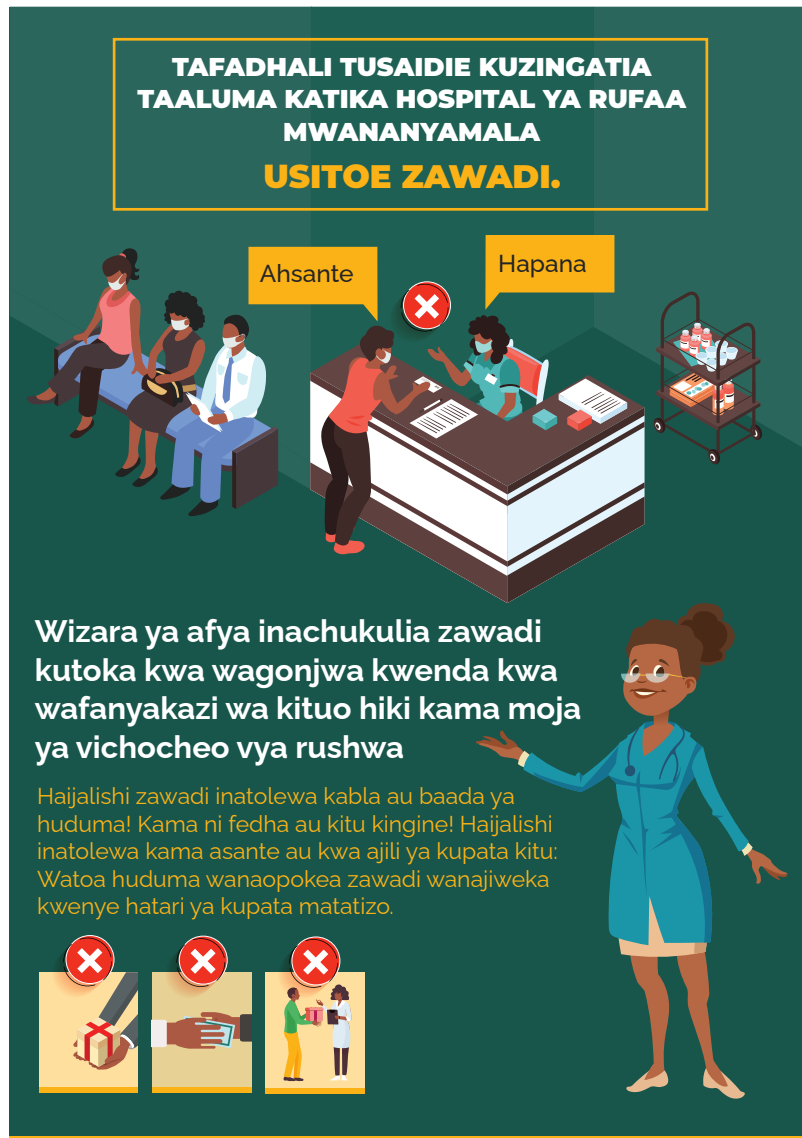 TAFADHALI TUSAIDIE KUZINGATIA
TAALUMA KATIKA HOSPITAL YA RUFAA
MWANANYAMALA
USITOE ZAWADI.
Ahsante
Hapana
Wizara ya afya inachukulia zawadi
kutoka kwa wagonjwa kwenda kwa
wafanyakazi wa kituo hiki kama moja
ya vichocheo vya rushwa
Haijalishi zawadi inatolewa kabla au baada ya
huduma! Kama ni fedha au kitu kingine! Haijalishi
inatolewa kama asante au kwa ajili ya kupata kitu:
Watoa huduma wanaopokea zawadi wanajiweka
kwenye hatari ya kupata matatizo.